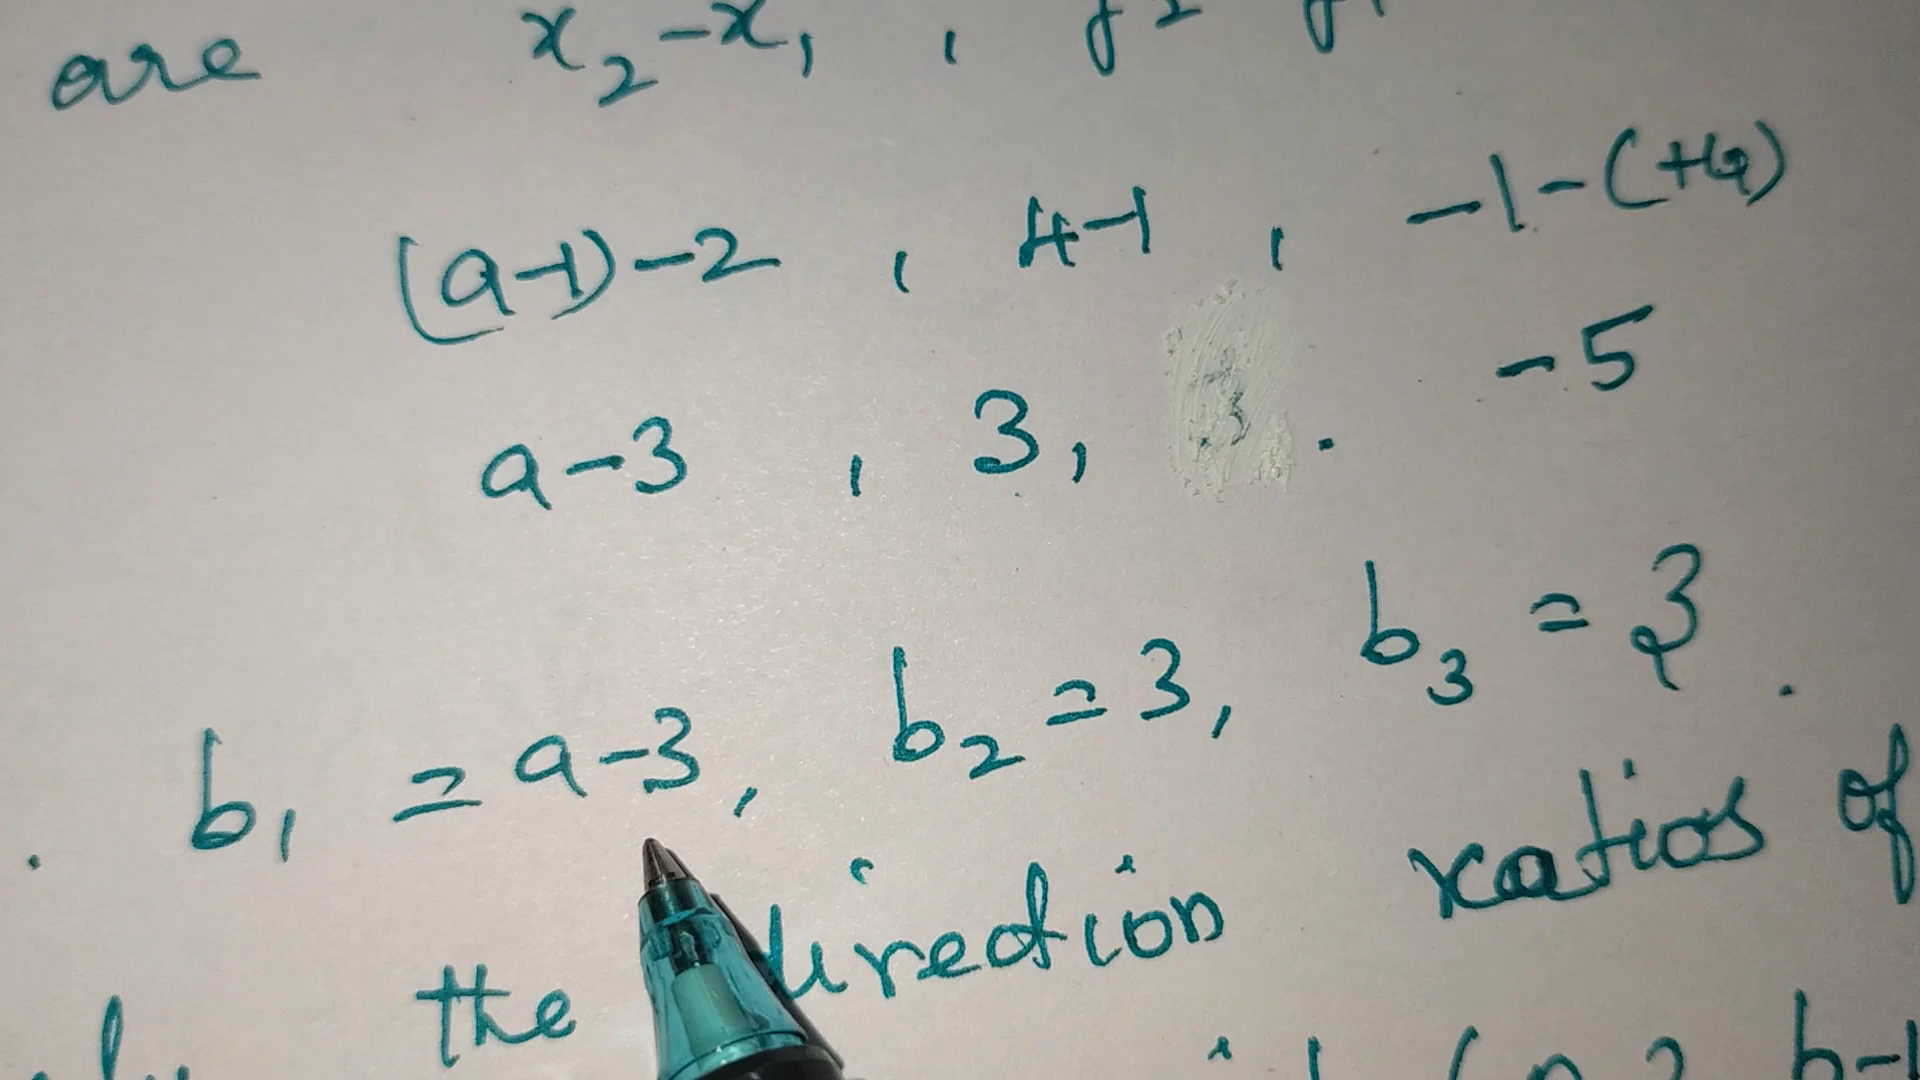 are x₂-x₁ ,
(a-1)-2 , 4-1 , -1-(+4)
a-3 , 3, . -5
. b₁ = a-3, b₂ = 3, b₃ = 3 .
the direction ratios of